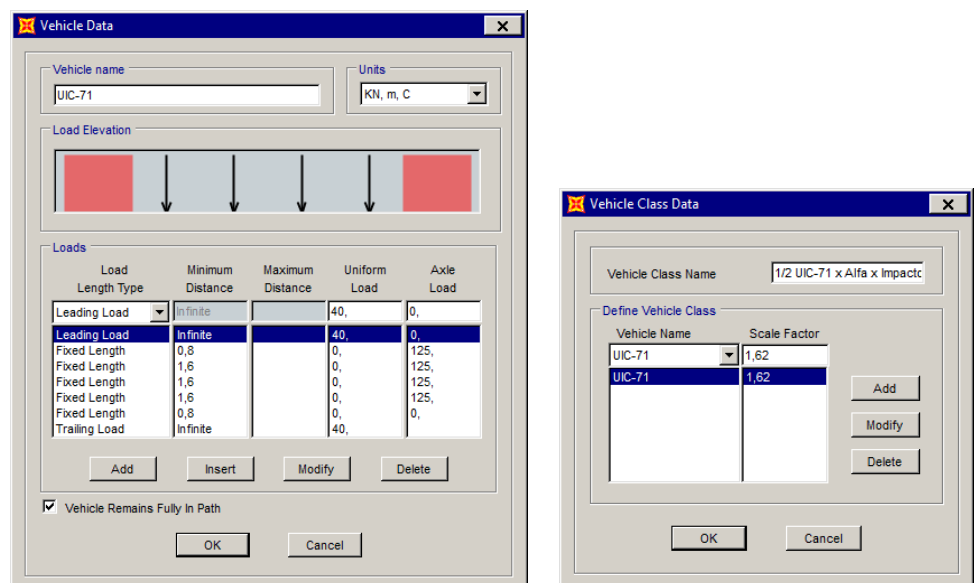 Vehicle Data
Vehicle name
Units
UIC-71
KN, m, C
Load Elevation
Loads
Load Minimum Maximum Uniform Axle
Length Type Distance Distance Load Load
Leading Load Infinite 40, 0,
Leading Load Infinite 40, 0,
Fixed Length 0,8 0, 125,
Fixed Length 1,6 0, 125,
Fixed Length 1,6 0, 125,
Fixed Length 1,6 0, 125,
Fixed Length 0,8 0, 0,
Trailing Load Infinite 40,
Add Insert Modify Delete
Vehicle Remains Fully In Path
OK Cancel
Vehicle Class Data
Vehicle Class Name 1/2 UIC-71 x Alfa x Impacto
Define Vehicle Class
Vehicle Name Scale Factor
UIC-71 1,62
UIC-71 1,62
Add
Modify
Delete
OK Cancel